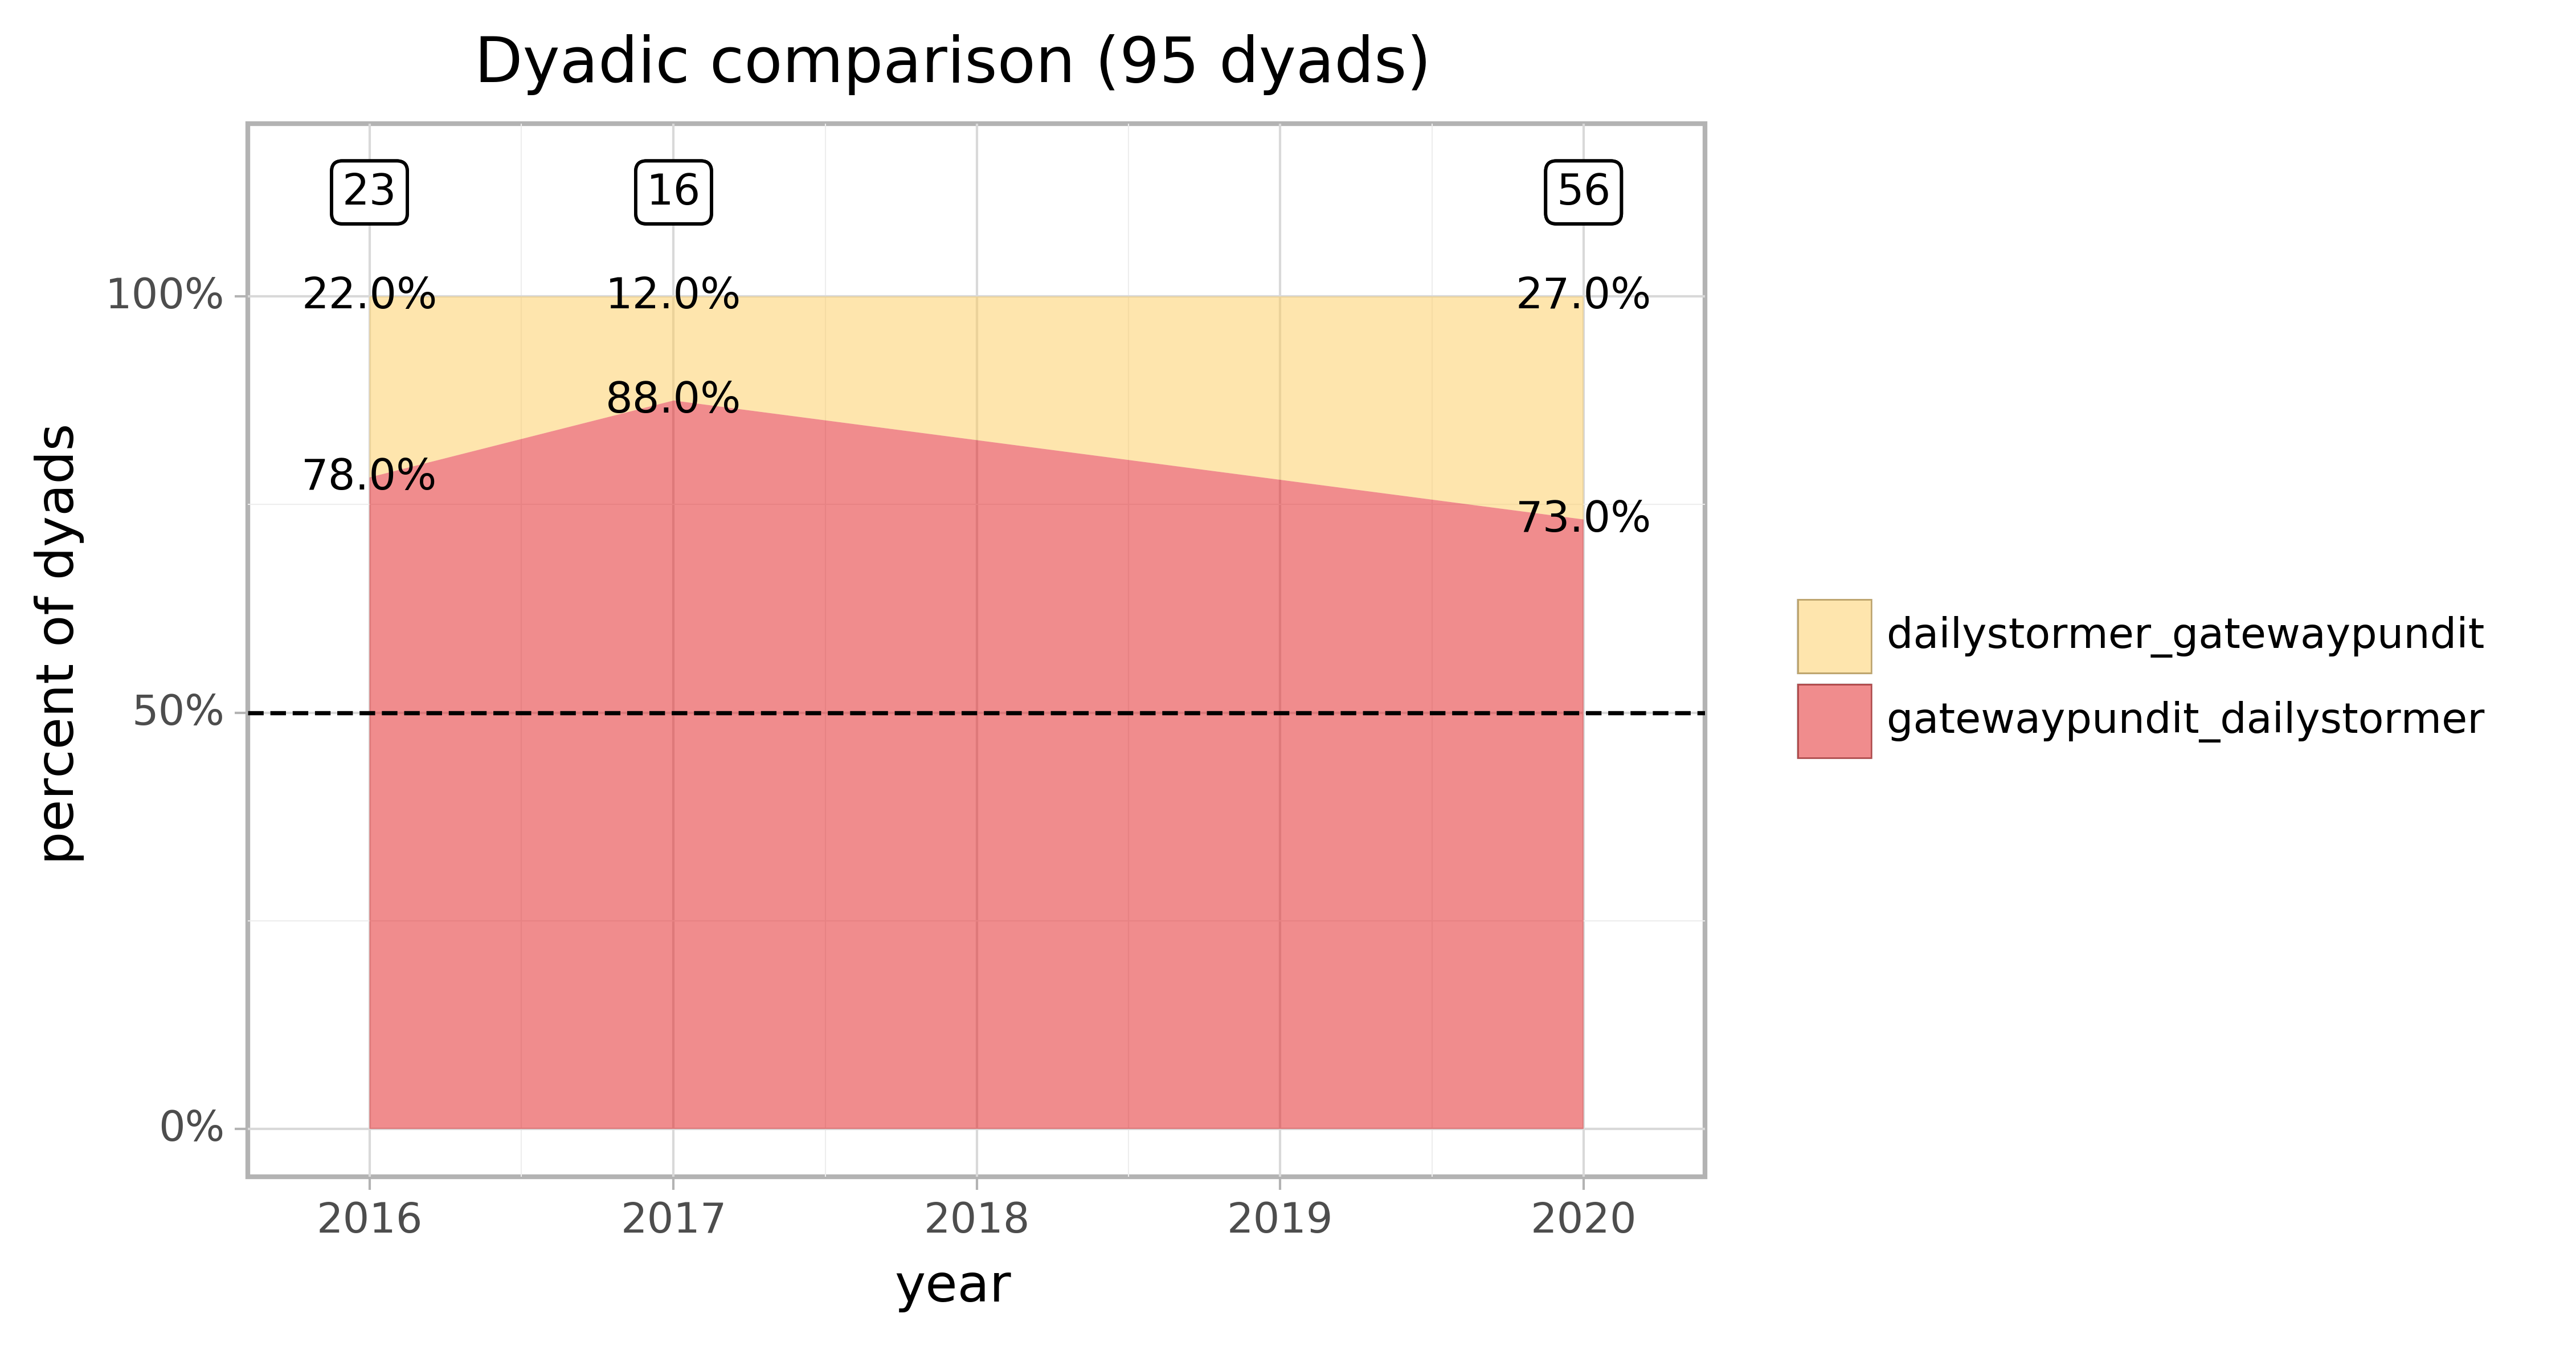 Dyadic comparison (95 dyads)
23 16 56
100% 22.0% 12.0% 27.0%
88.0%
78.0%
73.0%
percent of dyads
dailystormer_gatewaypundit
50% gatewaypundit_dailystormer
0%
2016 2017 2018 2019 2020
year